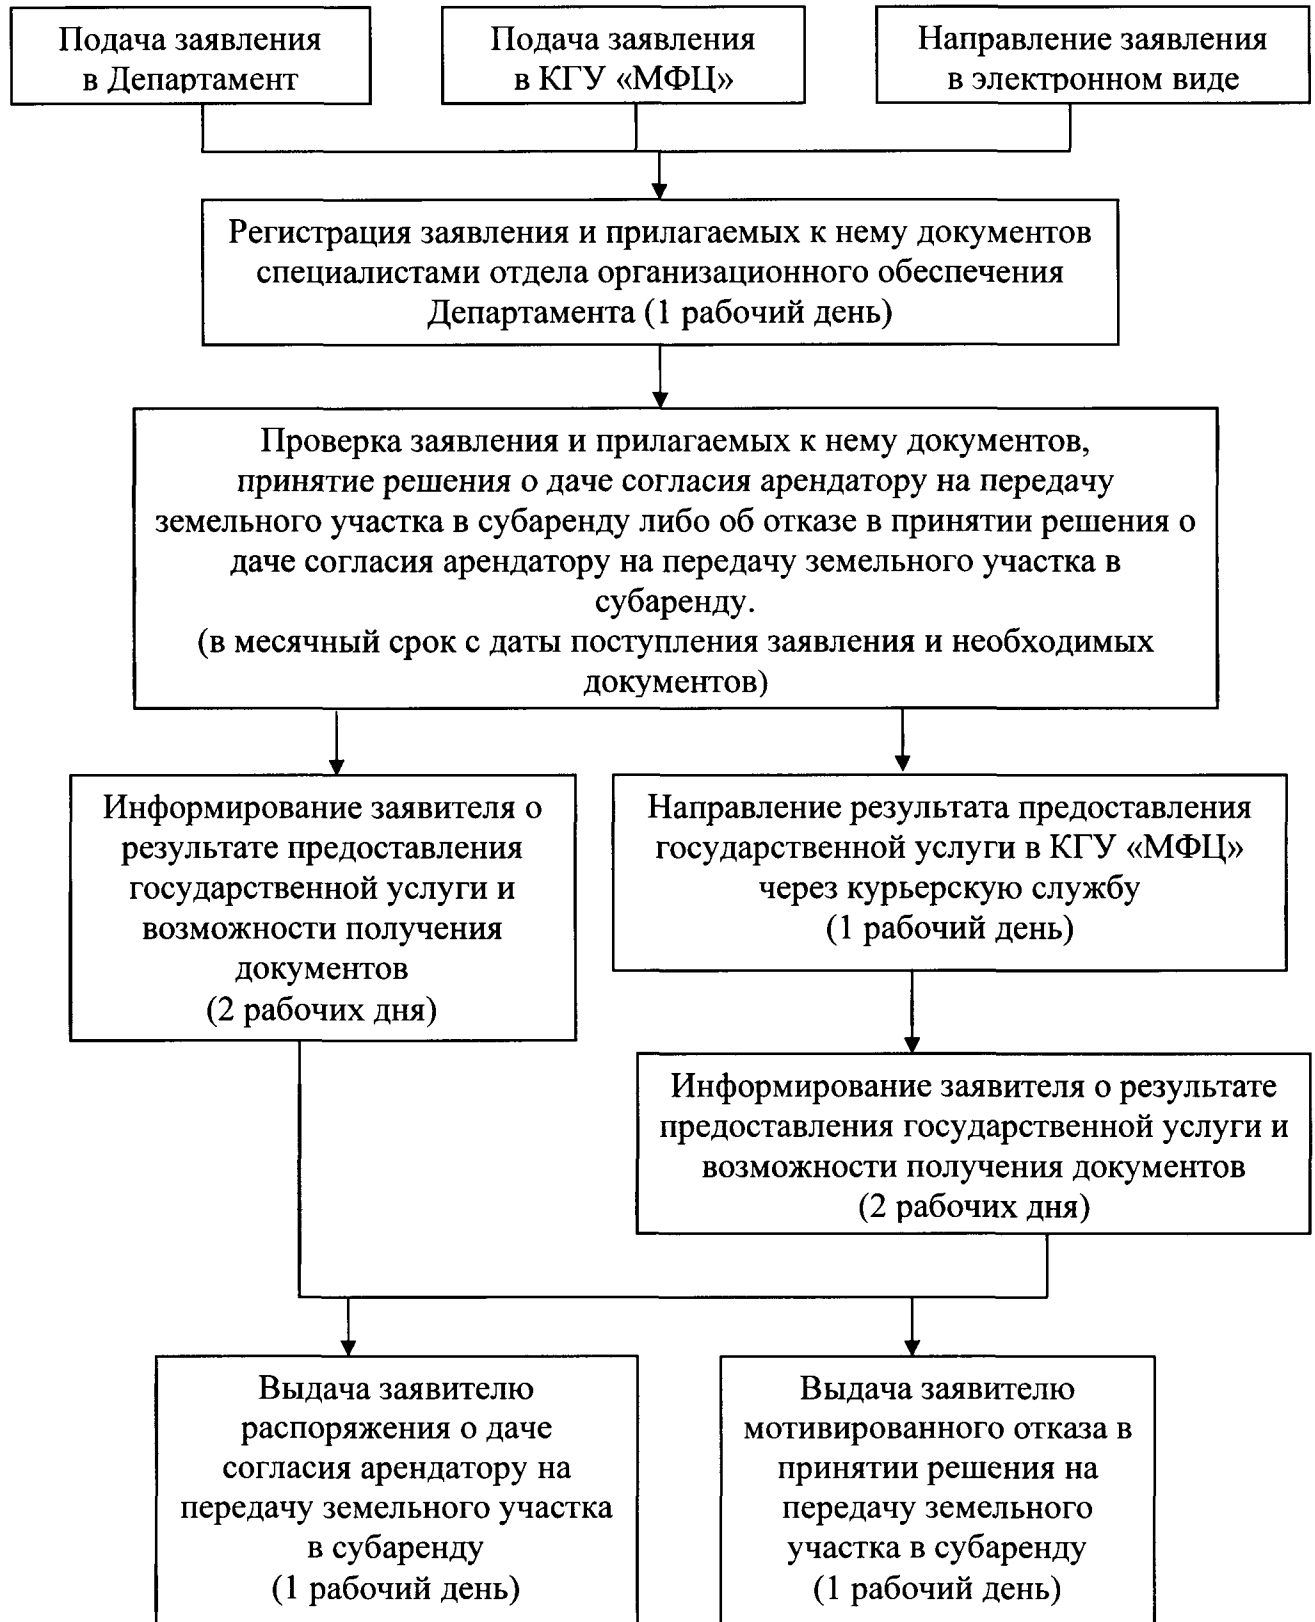 Подача заявления
в Департамент
Подача заявления
в КГУ «МФЦ»
Направление заявления
в электронном виде
Регистрация заявления и прилагаемых к нему документов
специалистами отдела организационного обеспечения
Департамента (1 рабочий день)
Проверка заявления и прилагаемых к нему документов,
принятие решения о даче согласия арендатору на передачу
земельного участка в субаренду либо об отказе в принятии решения о
даче согласия арендатору на передачу земельного участка в
субаренду.
(в месячный срок с даты поступления заявления и необходимых
документов)
Информирование заявителя о
результате предоставления
государственной услуги и
возможности получения
документов
(2 рабочих дня)
Направление результата предоставления
государственной услуги в КГУ «МФЦ»
через курьерскую службу
(1 рабочий день)
Информирование заявителя о результате
предоставления государственной услуги и
возможности получения документов
(2 рабочих дня)
Выдача заявителю
распоряжения о даче
согласия арендатору на
передачу земельного участка
в субаренду
(1 рабочий день)
Выдача заявителю
мотивированного отказа в
принятии решения на
передачу земельного
участка в субаренду
(1 рабочий день)